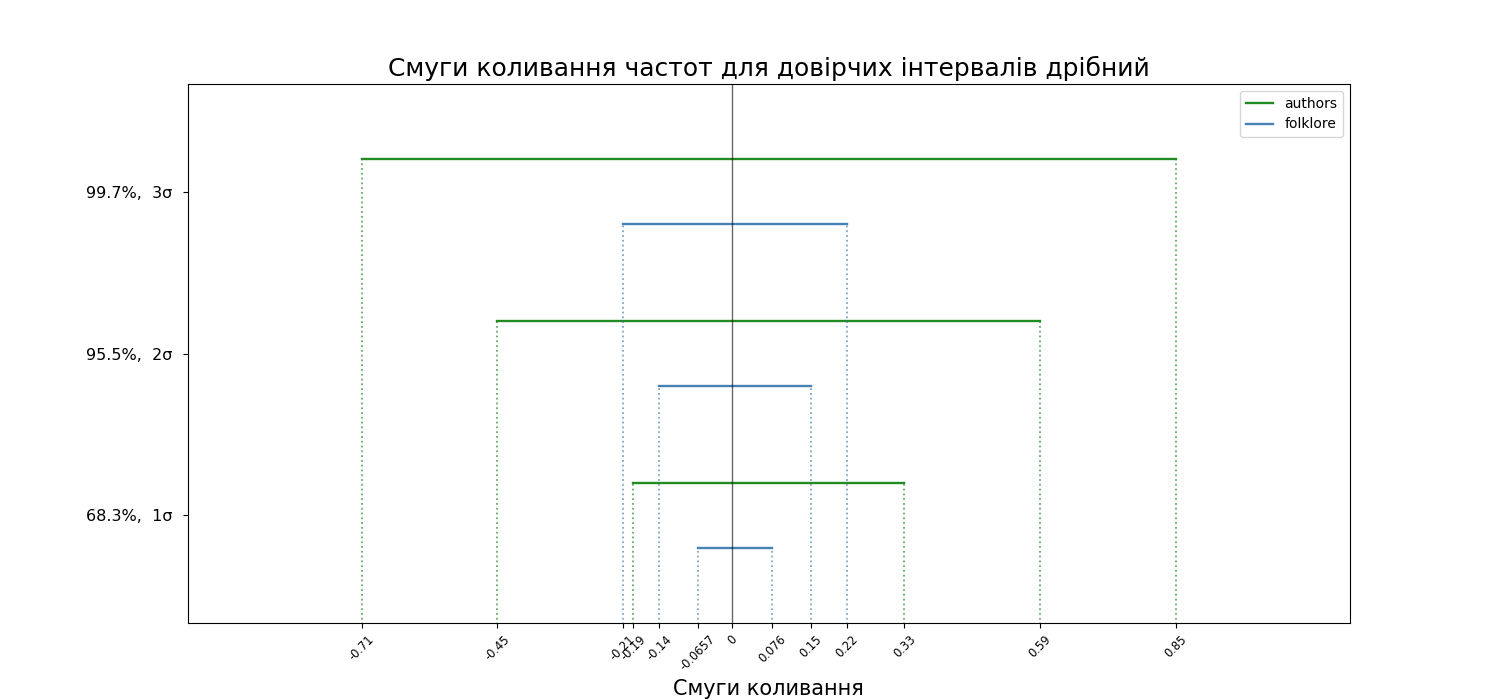 Смуги коливання частот для довірчих інтервалів дрібний
authors
folklore
99.7%, 3σ
95.5%, 2σ
68.3%, 1σ
-0.71
-0.45
-0.21
-0.19
-0.14
-0.0657
0
0.076
0.15
0.22
0.33
0.59
0.85
Смуги коливання